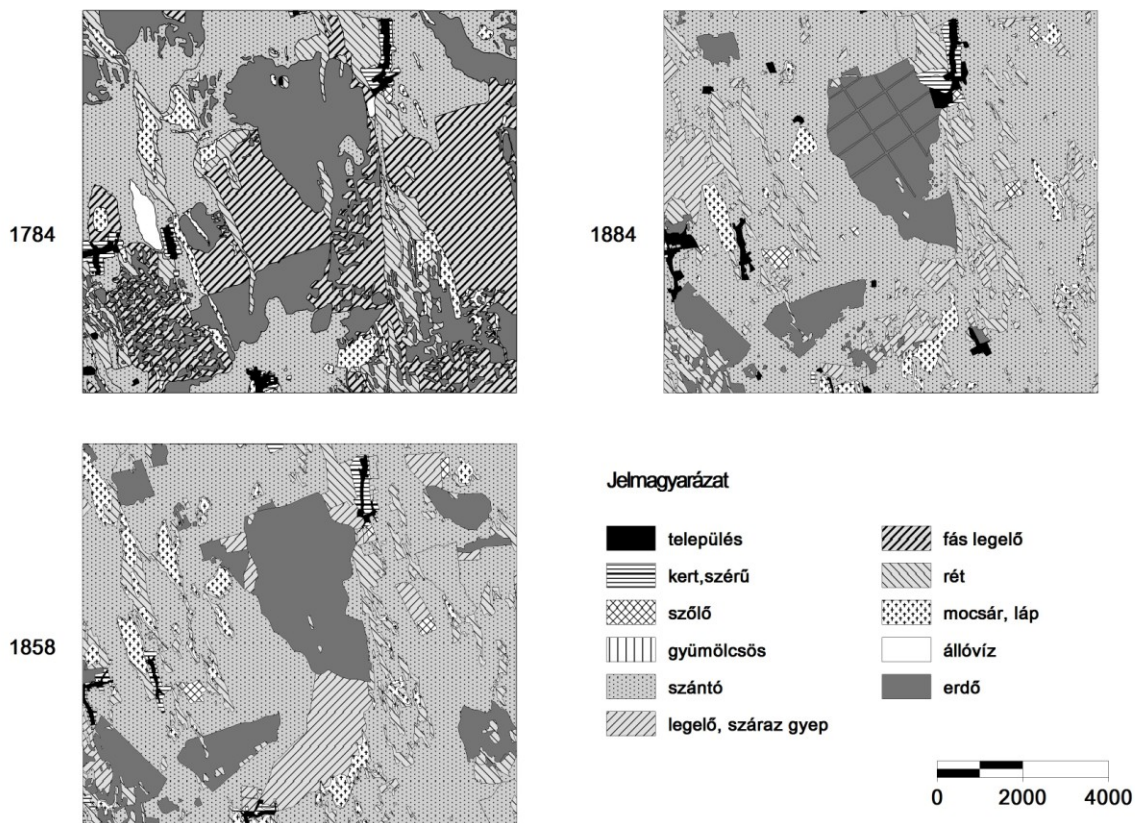 1784
1884
1858
Jelmagyarázat
település
kert,szérű
szőlő
gyümölcsös
szántó
legelő, száraz gyep
fás legelő
rét
mocsár, láp
állóvíz
erdő
0 2000 4000